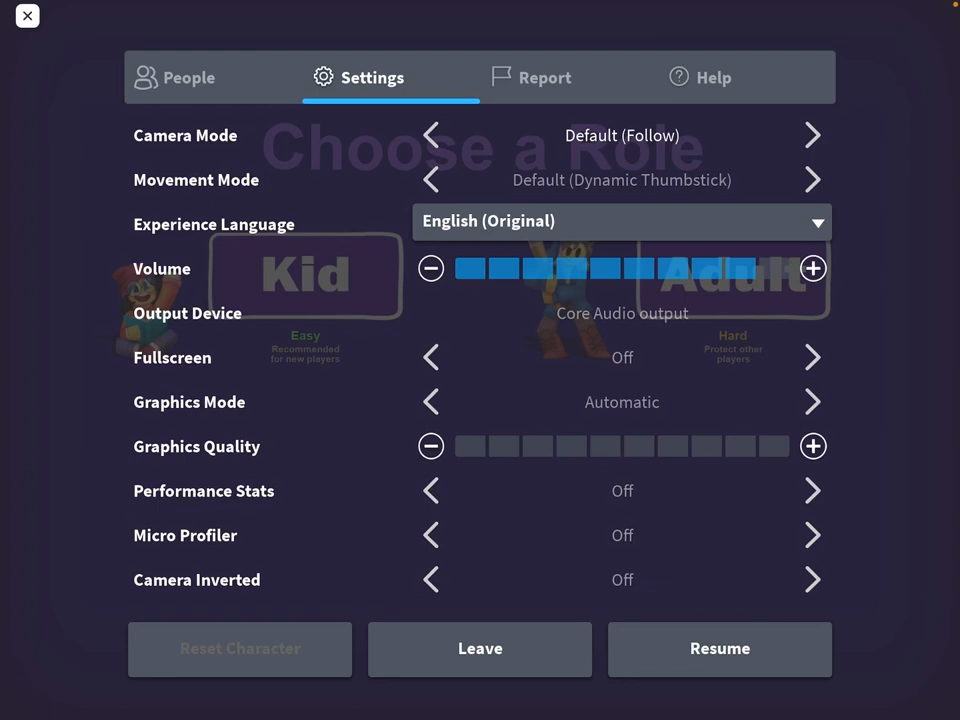 People
Settings
Report
Help
Choose a Role
Camera Mode
Default (Follow)
Movement Mode
Default (Dynamic Thumbstick)
Experience Language
English (Original)
Kid
Adult
Volume
Output Device
Core Audio output
Easy
Recommended
for new players
Hard
Protect other
players
Fullscreen
Off
Graphics Mode
Automatic
Graphics Quality
Performance Stats
Off
Micro Profiler
Off
Camera Inverted
Off
Reset Character
Leave
Resume